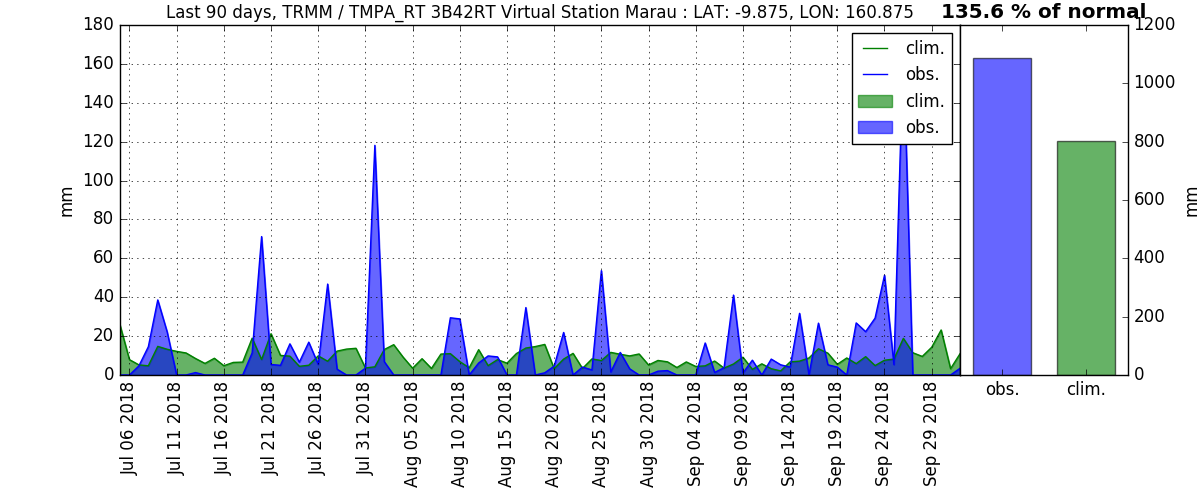 Last 90 days, TRMM / TMPA_RT 3B42RT Virtual Station Marau : LAT: -9.875, LON: 160.875
135.6 % of normal
180
160
140
120
100
80
60
40
20
0
mm
clim.
obs.
clim.
obs.
1200
1000
800
600
400
200
0
mm
obs.
clim.
Jul 06 2018
Jul 11 2018
Jul 16 2018
Jul 21 2018
Jul 26 2018
Jul 31 2018
Aug 05 2018
Aug 10 2018
Aug 15 2018
Aug 20 2018
Aug 25 2018
Aug 30 2018
Sep 04 2018
Sep 09 2018
Sep 14 2018
Sep 19 2018
Sep 24 2018
Sep 29 2018